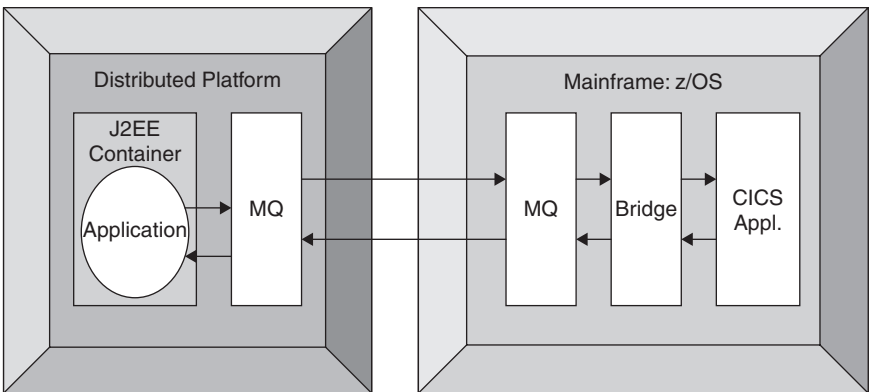 Distributed Platform
J2EE
Container
Application
MQ
Mainframe: z/OS
MQ
Bridge
CICS
Appl.